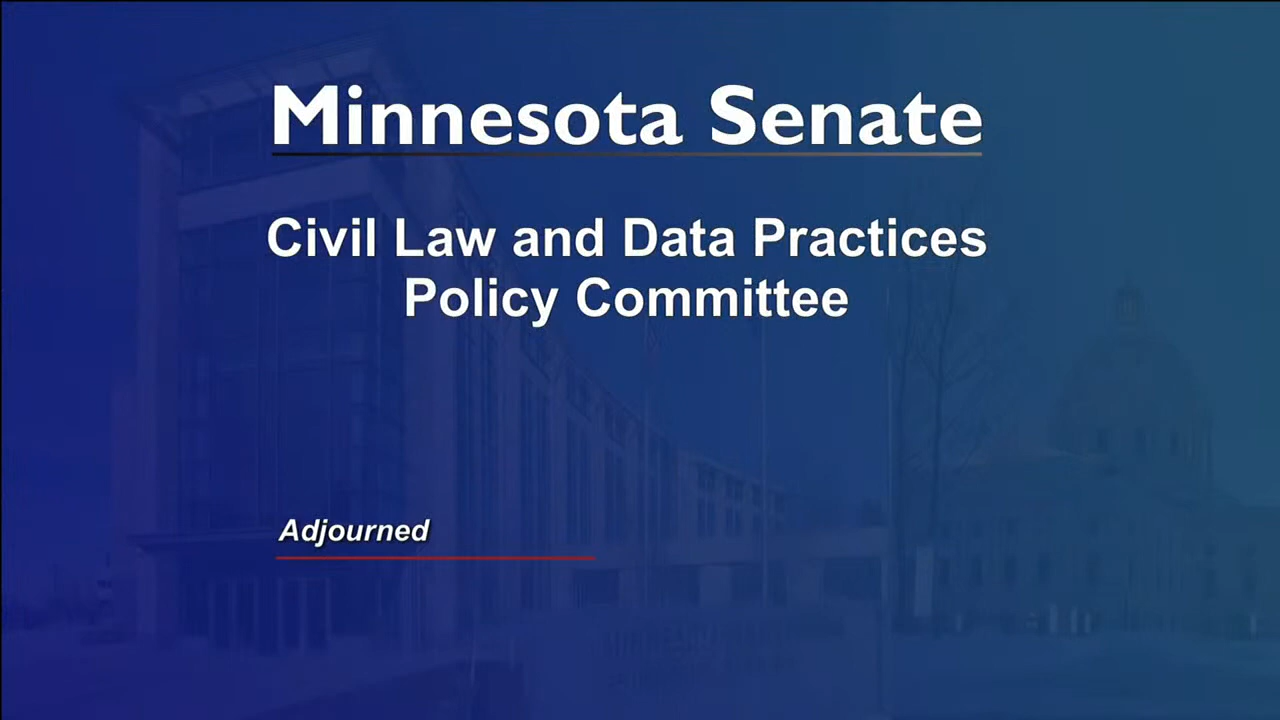 Minnesota Senate
Civil Law and Data Practices
Policy Committee
Adjourned